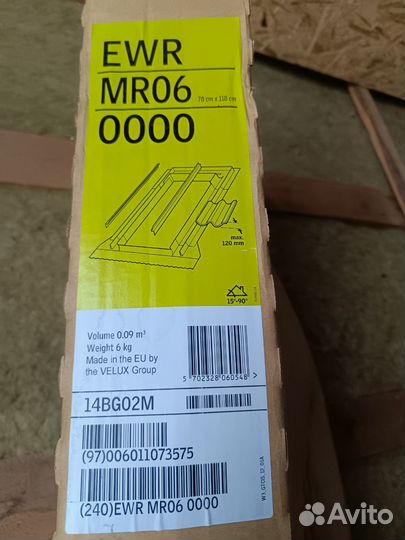 EWR
MR06
78 cm x 118 cm
0000
max.
120 mm
15°-90°
Volume 0.09 m³
Weight 6 kg
Made in the EU by
the VELUX Group
5 702328 060548 >
14BG02M
(97)006011073575
(240)EWR MR06 0000
Avito